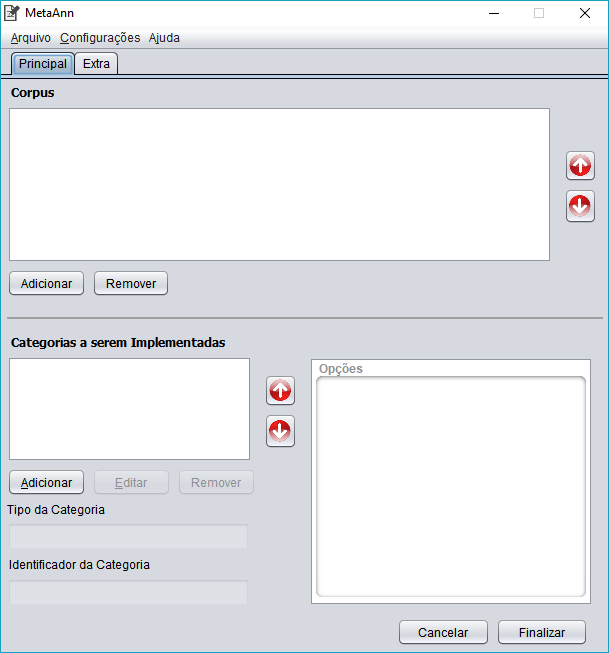 MetaAnn
Arquivo Configurações Ajuda
Principal Extra
Corpus
Adicionar Remover
Categorias a serem Implementadas
Opções
Adicionar Editar Remover
Tipo da Categoria
Identificador da Categoria
Cancelar Finalizar